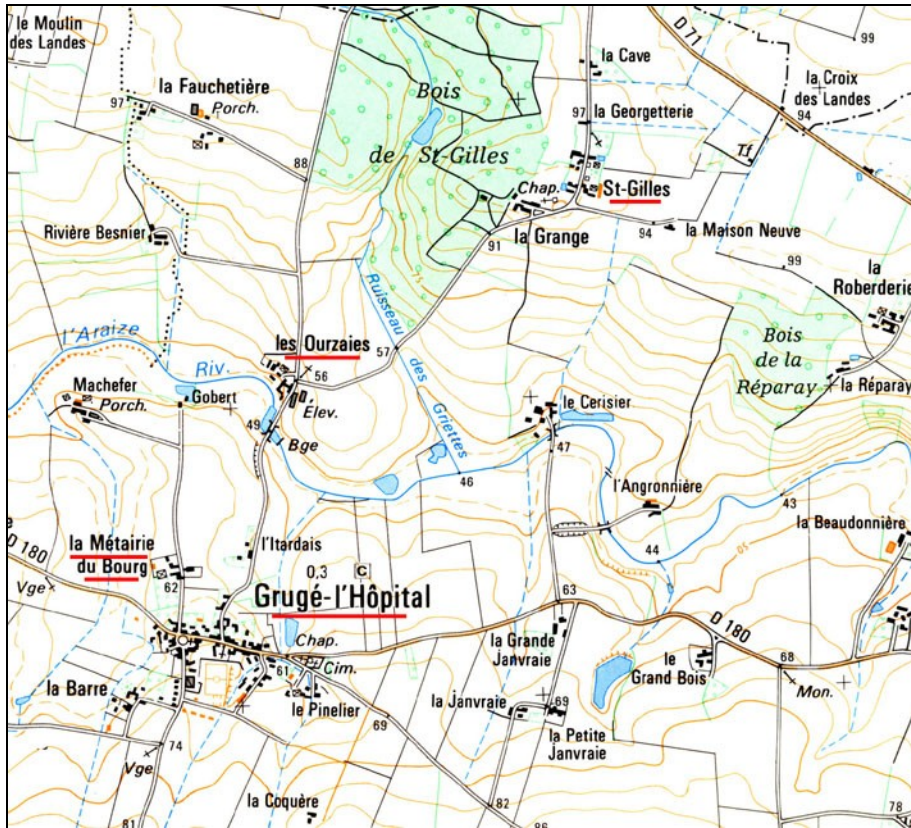 le Moulin
des Landes
la Fauchetière
Porch.
97
88
Bois
de St-Gilles
la Cave
la Georgetterie
97
D 71
99
la Croix
des Landes
94
Tf
Chap.
St-Gilles
la Grange
91
94
la Maison Neuve
99
la
Roberderie
Rivière Besnier
75
Ruisseau
des
Griettes
l'Araize
Riv.
les Ourzaies
56
57
Élev.
Machefer
Porch.
Gobert
49
Bge
le Cerisier
47
46
Bois
de la
Réparay
la Réparay
l'Angronnière
43
44
50
la Beaudonnière
D 180
la Métairie
du Bourg
62
Vge
l'Itardais
0,3
C
Grugé-l'Hôpital
63
D 180
Chap.
Cim.
61
la Grande
Janvraie
le
Grand Bois
68
Mon.
la Barre
le Pinelier
69
la Janvraie
69
la Petite
Janvraie
74
Vge
la Coquère
82
81
86
78